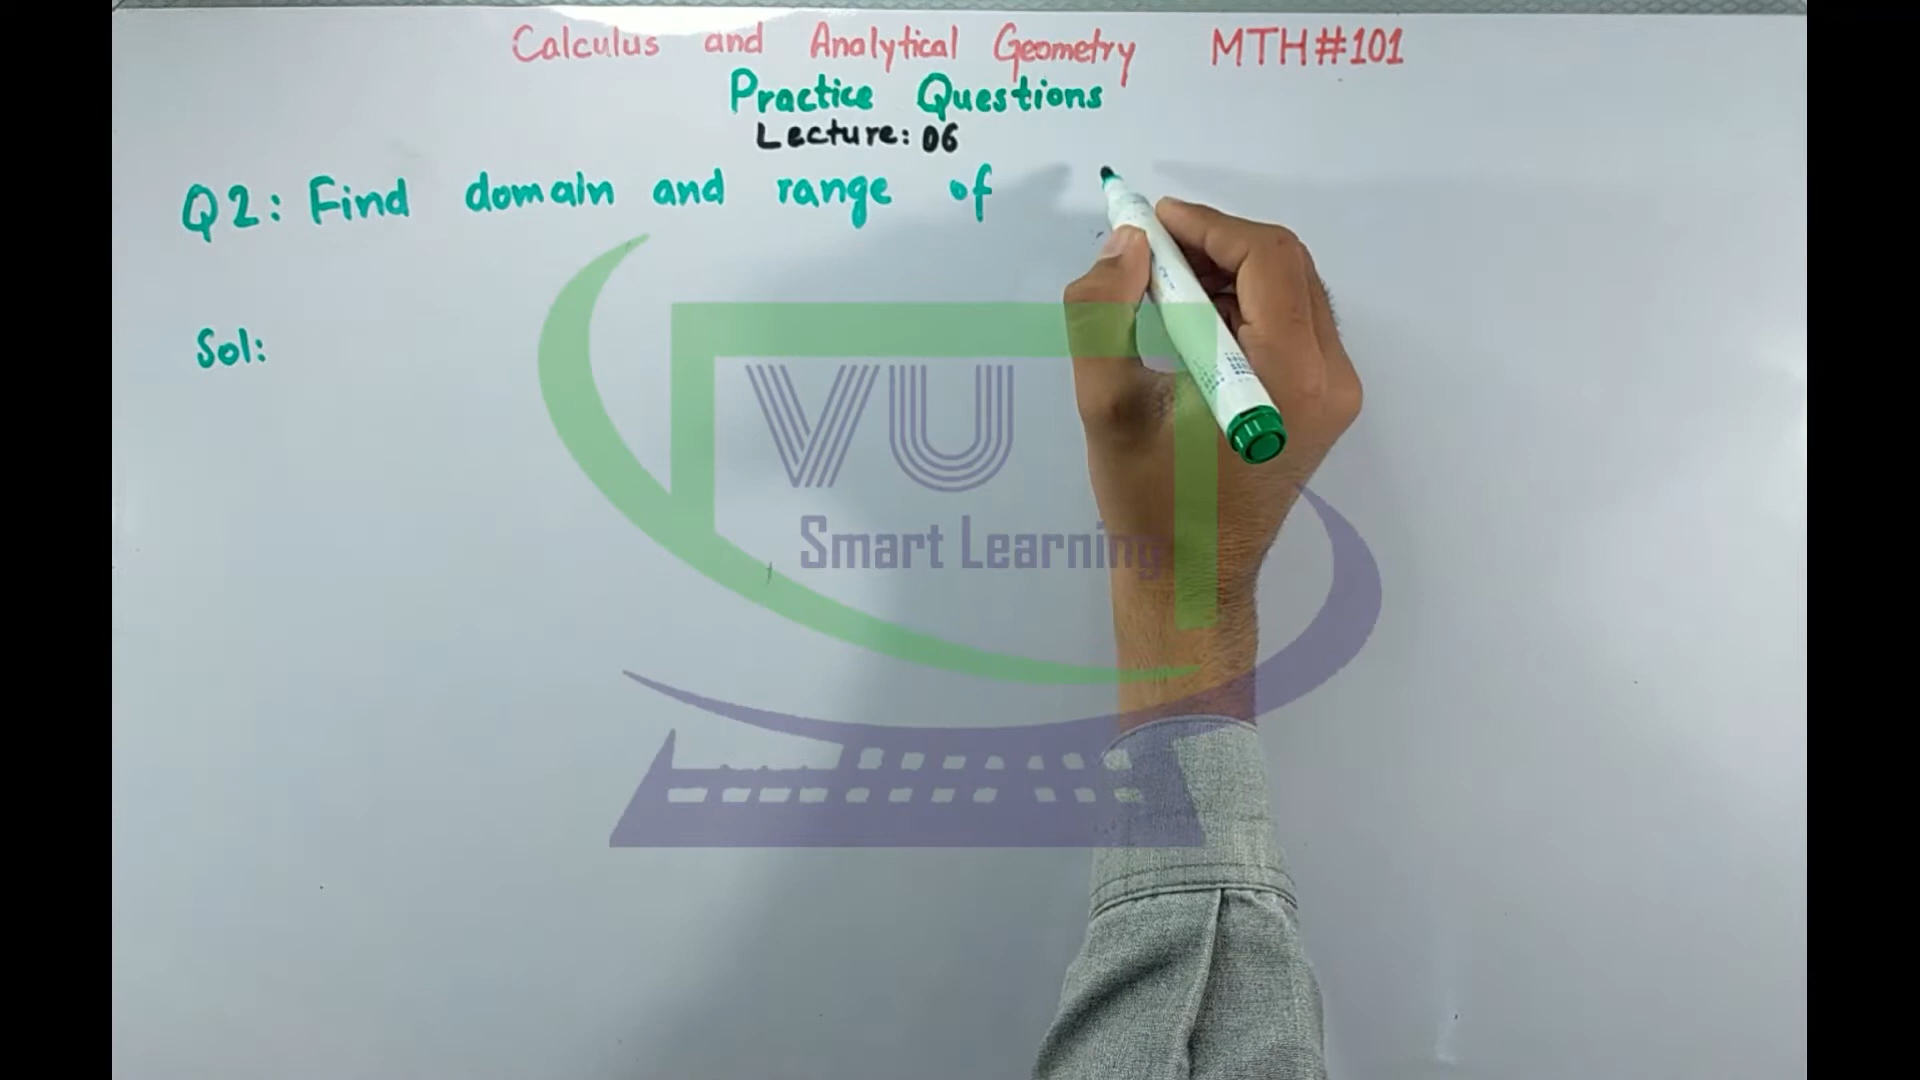 Calculus and Analytical Geometry MTH#101
Practice Questions
Lecture: 06
Q2: Find domain and range of
Sol:
VU
Smart Learning